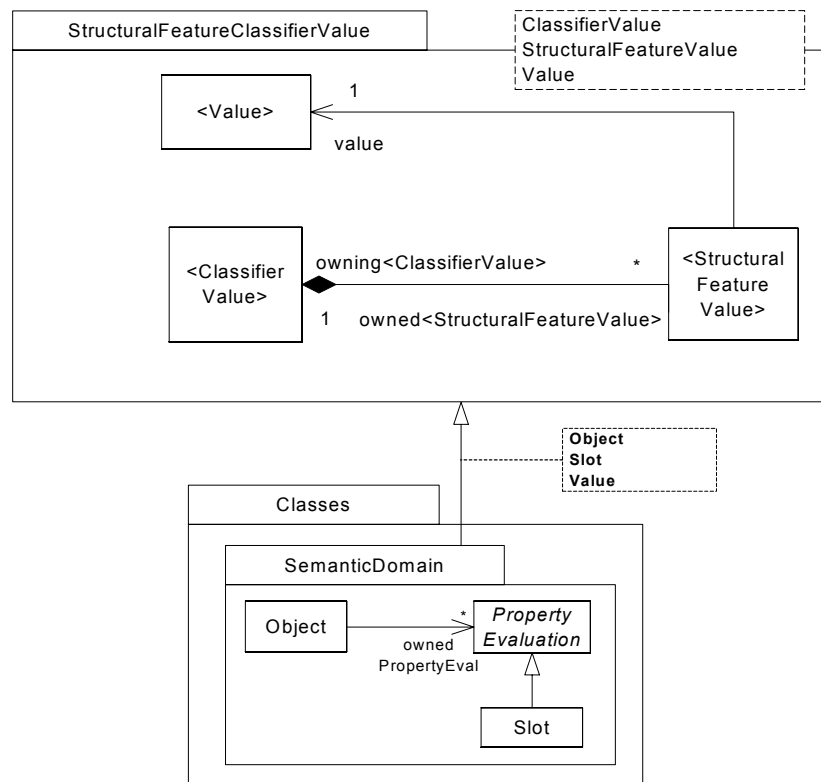 StructuralFeatureClassifierValue
ClassifierValue
StructuralFeatureValue
Value
<Value>
1
value
<Classifier
Value>
owning<ClassifierValue>
*
1
owned<StructuralFeatureValue>
<Structural
Feature
Value>
Object
Slot
Value
Classes
SemanticDomain
Object
*
owned
PropertyEval
Property
Evaluation
Slot